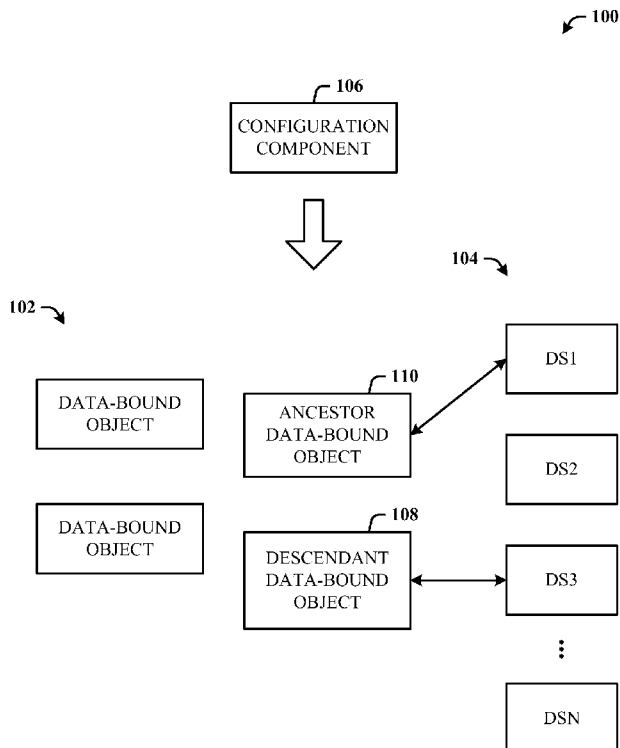 100
106
CONFIGURATION
COMPONENT
104
102
DS1
110
DATA-BOUND
OBJECT
ANCESTOR
DATA-BOUND
OBJECT
DS2
108
DATA-BOUND
OBJECT
DESCENDANT
DATA-BOUND
OBJECT
DS3
DSN